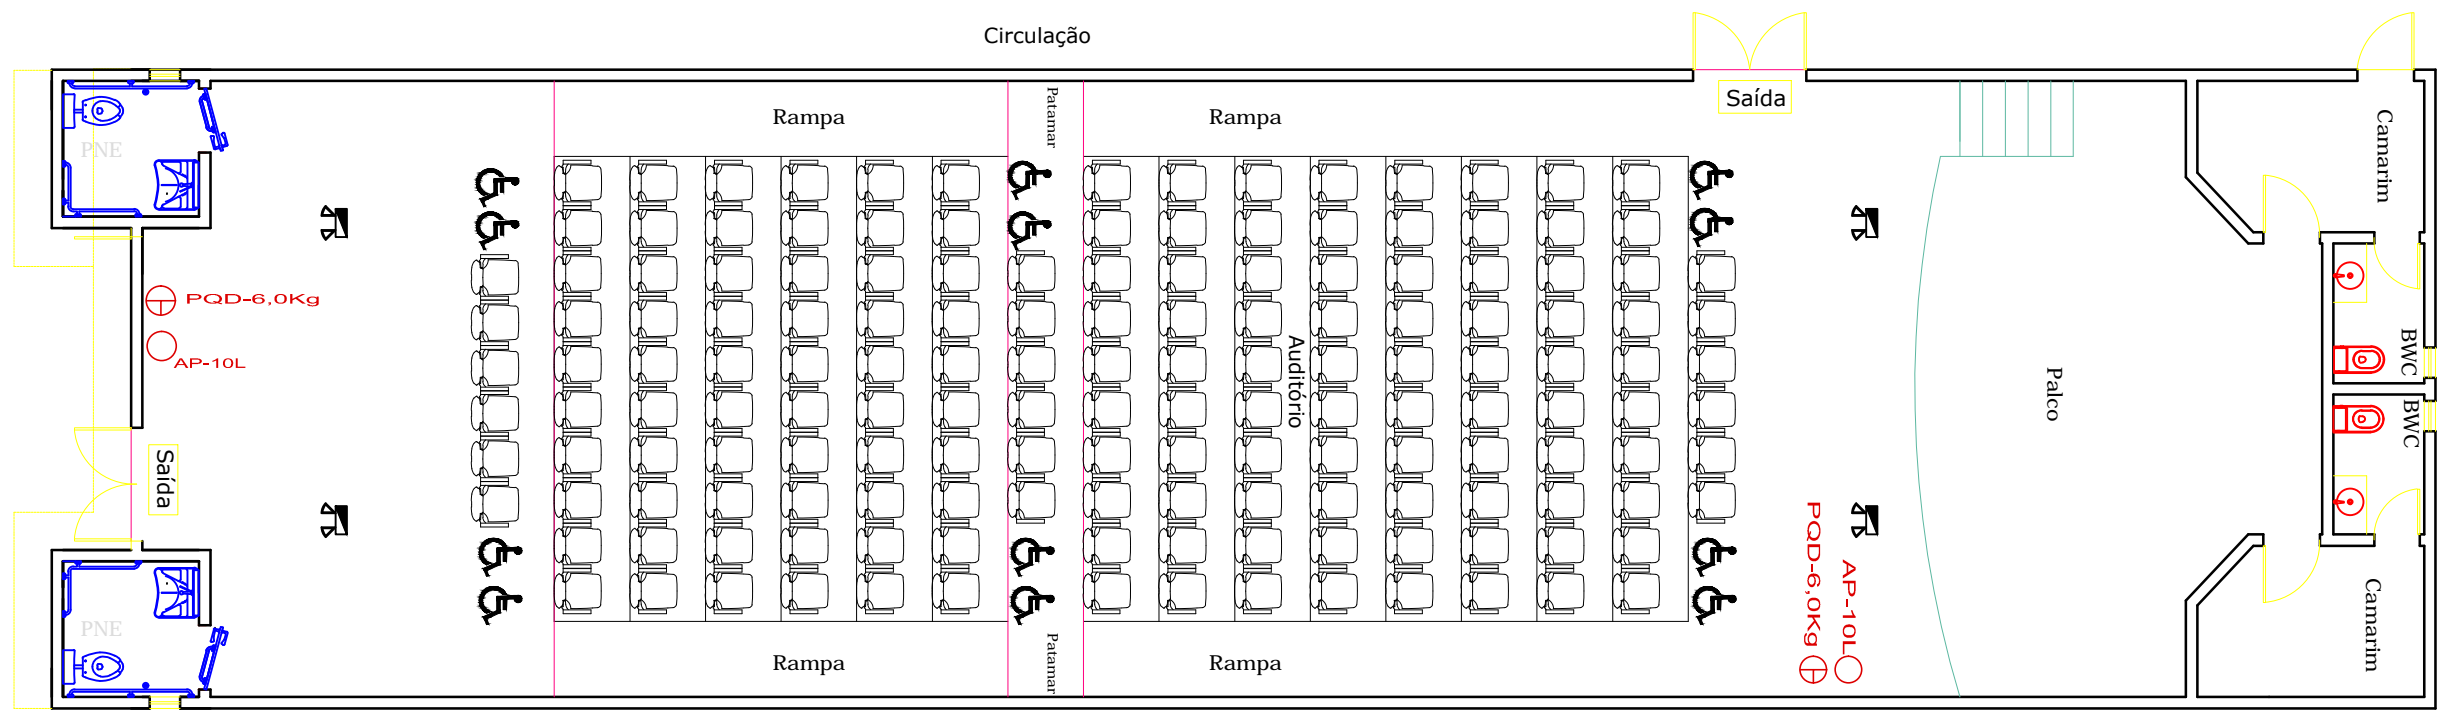 Circulação
Saída
Rampa
Patamar
Rampa
Camarim
PNE
PQD-6,0Kg
AP-10L
Auditório
Palco
BWC
BWC
Saída
PQD-6,0Kg
AP-10L
PNE
Rampa
Patamar
Rampa
Camarim